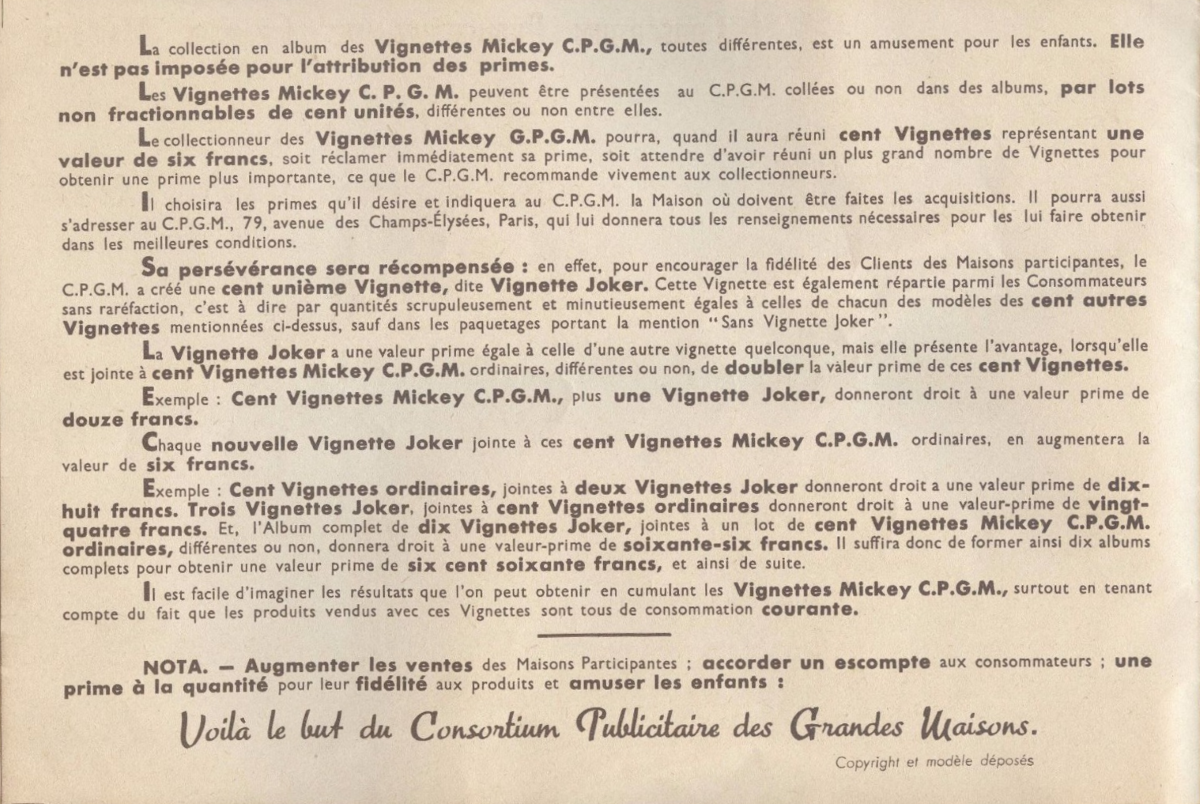 La collection en album des Vignettes Mickey C.P.G.M., toutes différentes, est un amusement pour les enfants. Elle
n'est pas imposée pour l'attribution des primes.
Les Vignettes Mickey C. P. G. M. peuvent être présentées au C.P.G.M. collées ou non dans des albums, par lots
non fractionnables de cent unités, différentes ou non entre elles.
Le collectionneur des Vignettes Mickey G.P.G.M. pourra, quand il aura réuni cent Vignettes représentant une
valeur de six francs, soit réclamer immédiatement sa prime, soit attendre d'avoir réuni un plus grand nombre de Vignettes pour
obtenir une prime plus importante, ce que le C.P.G.M. recommande vivement aux collectionneurs.
Il choisira les primes qu'il désire et indiquera au C.P.G.M. la Maison où doivent être faites les acquisitions. Il pourra aussi
s'adresser au C.P.G.M., 79, avenue des Champs-Élysées, Paris, qui lui donnera tous les renseignements nécessaires pour les lui faire obtenir
dans les meilleures conditions.
Sa persévérance sera récompensée : en effet, pour encourager la fidélité des Clients des Maisons participantes, le
C.P.G.M. a créé une cent unième Vignette, dite Vignette Joker. Cette Vignette est également répartie parmi les Consommateurs
sans raréfaction, c'est à dire par quantités scrupuleusement et minutieusement égales à celles de chacun des modèles des cent autres
Vignettes mentionnées ci-dessus, sauf dans les paquetages portant la mention "Sans Vignette Joker".
La Vignette Joker a une valeur prime égale à celle d'une autre vignette quelconque, mais elle présente l'avantage, lorsqu'elle
est jointe à cent Vignettes Mickey C.P.G.M. ordinaires, différentes ou non, de doubler la valeur prime de ces cent Vignettes.
Exemple : Cent Vignettes Mickey C.P.G.M., plus une Vignette Joker, donneront droit à une valeur prime de
douze francs.
Chaque nouvelle Vignette Joker jointe à ces cent Vignettes Mickey C.P.G.M. ordinaires, en augmentera la
valeur de six francs.
Exemple : Cent Vignettes ordinaires, jointes à deux Vignettes Joker donneront droit a une valeur prime de dix-
huit francs. Trois Vignettes Joker, jointes à cent Vignettes ordinaires donneront droit à une valeur-prime de vingt-
quatre francs. Et, l'Album complet de dix Vignettes Joker, jointes à un lot de cent Vignettes Mickey C.P.G.M.
ordinaires, différentes ou non, donnera droit à une valeur-prime de soixante-six francs. Il suffira donc de former ainsi dix albums
complets pour obtenir une valeur prime de six cent soixante francs, et ainsi de suite.
Il est facile d'imaginer les résultats que l'on peut obtenir en cumulant les Vignettes Mickey C.P.G.M., surtout en tenant
compte du fait que les produits vendus avec ces Vignettes sont tous de consommation courante.
NOTA. — Augmenter les ventes des Maisons Participantes ; accorder un escompte aux consommateurs ; une
prime à la quantité pour leur fidélité aux produits et amuser les enfants :
Voilà le but du Consortium Publicitaire des Grandes Maisons.
Copyright et modèle déposés